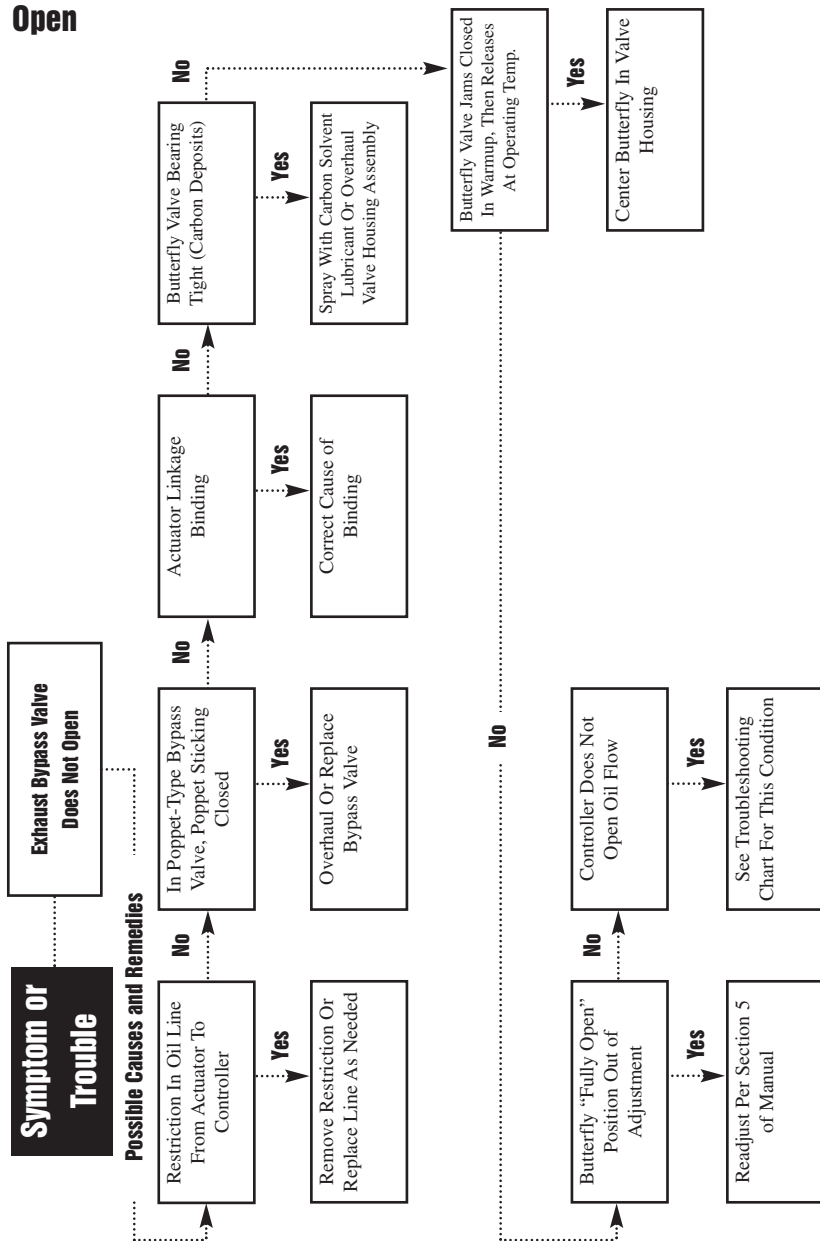 Open
Symptom or
Trouble
Exhaust Bypass Valve
Does Not Open
Possible Causes and Remedies
Restriction In Oil Line
From Actuator To
Controller
Yes
Remove Restriction Or
Replace Line As Needed
No
In Poppet-Type Bypass
Valve, Poppet Sticking
Closed
Yes
Overhaul Or Replace
Bypass Valve
No
Actuator Linkage
Binding
Yes
Correct Cause of
Binding
No
Butterfly Valve Bearing
Tight (Carbon Deposits)
Yes
Spray With Carbon Solvent
Lubricant Or Overhaul
Valve Housing Assembly
No
Butterfly Valve Jams Closed
In Warmup, Then Releases
At Operating Temp.
Yes
Center Butterfly In Valve
Housing
No
Butterfly “Fully Open”
Position Out of
Adjustment
Yes
Readjust Per Section 5
of Manual
No
Controller Does Not
Open Oil Flow
Yes
See Troubleshooting
Chart For This Condition